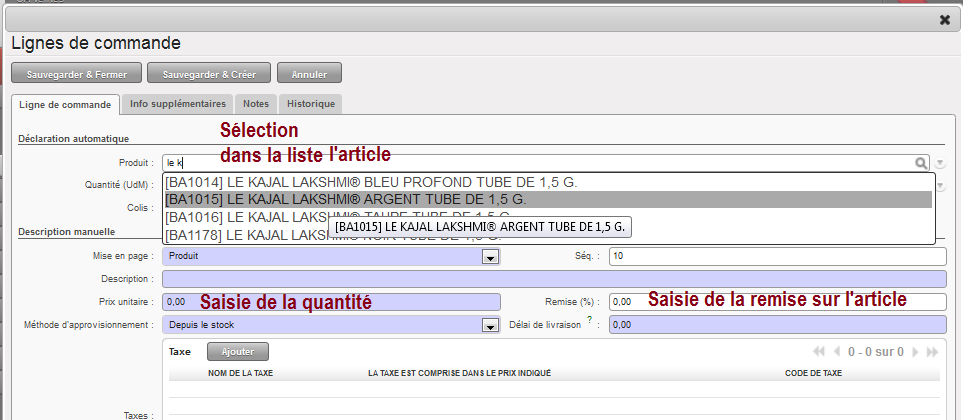 Lignes de commande
Sauvegarder & Fermer Sauvegarder & Créer Annuler
Ligne de commande Info supplémentaires Notes Historique
Sélection
dans la liste l'article
Déclaration automatique
Produit : le k
Quantité (UdM) :
[BA1014] LE KAJAL LAKSHMI® BLEU PROFOND TUBE DE 1,5 G.
[BA1015] LE KAJAL LAKSHMI® ARGENT TUBE DE 1,5 G.
Colis :
[BA1016] LE KAJAL LAKSHMI® TAUPE TUBE DE 1,5 G.
[BA1015] LE KAJAL LAKSHMI® ARGENT TUBE DE 1,5 G.
Description manuelle
[BA1178] LE KAJAL LAKSHMI® NOIR TUBE DE 1,5 G.
Mise en page : Produit Séq. : 10
Description :
Prix unitaire : 0,00 Saisie de la quantité Remise (%) : 0,00 Saisie de la remise sur l'article
Méthode d'approvisionnement : Depuis le stock Délai de livraison ? : 0,00
Taxe Ajouter 0 - 0 sur 0
NOM DE LA TAXE LA TAXE EST COMPRISE DANS LE PRIX INDIQUÉ CODE DE TAXE
Taxes :